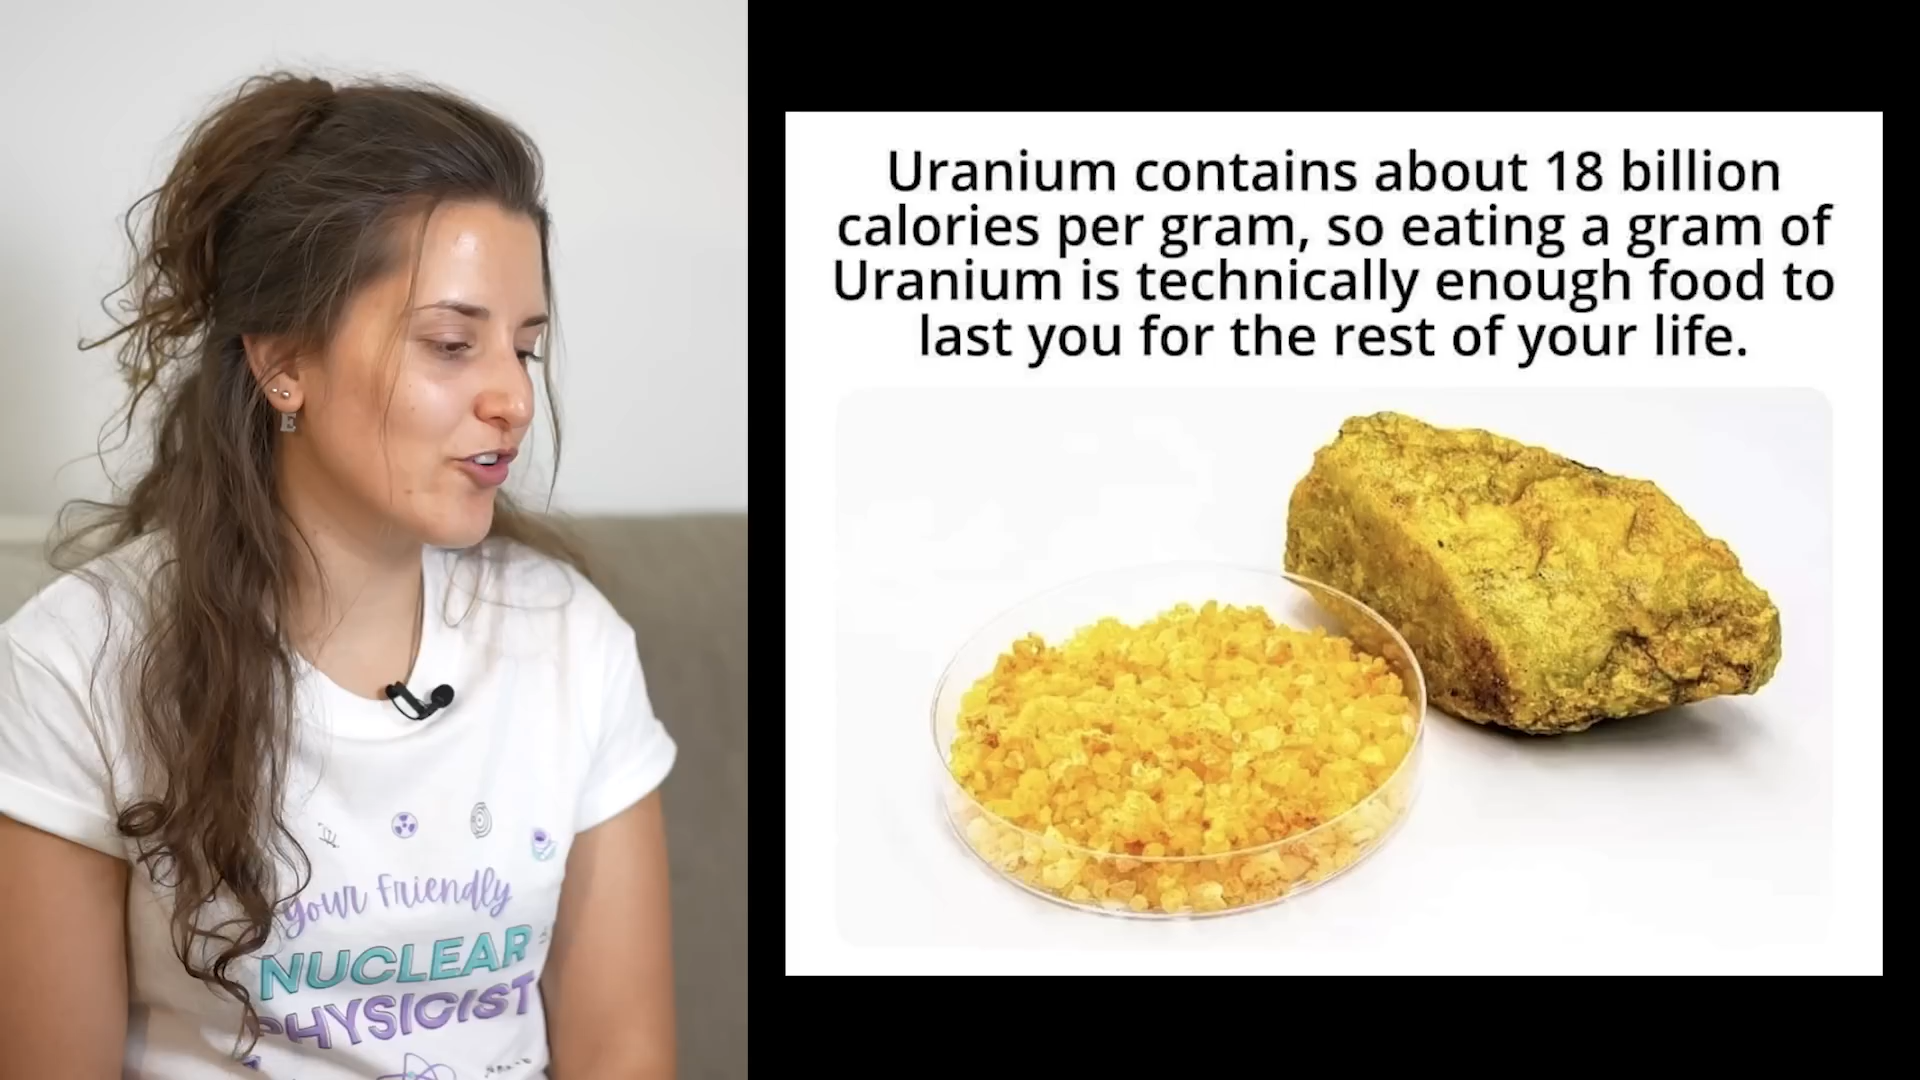 Uranium contains about 18 billion
calories per gram, so eating a gram of
Uranium is technically enough food to
last you for the rest of your life.
E
your Friendly
NUCLEAR
PHYSICIST